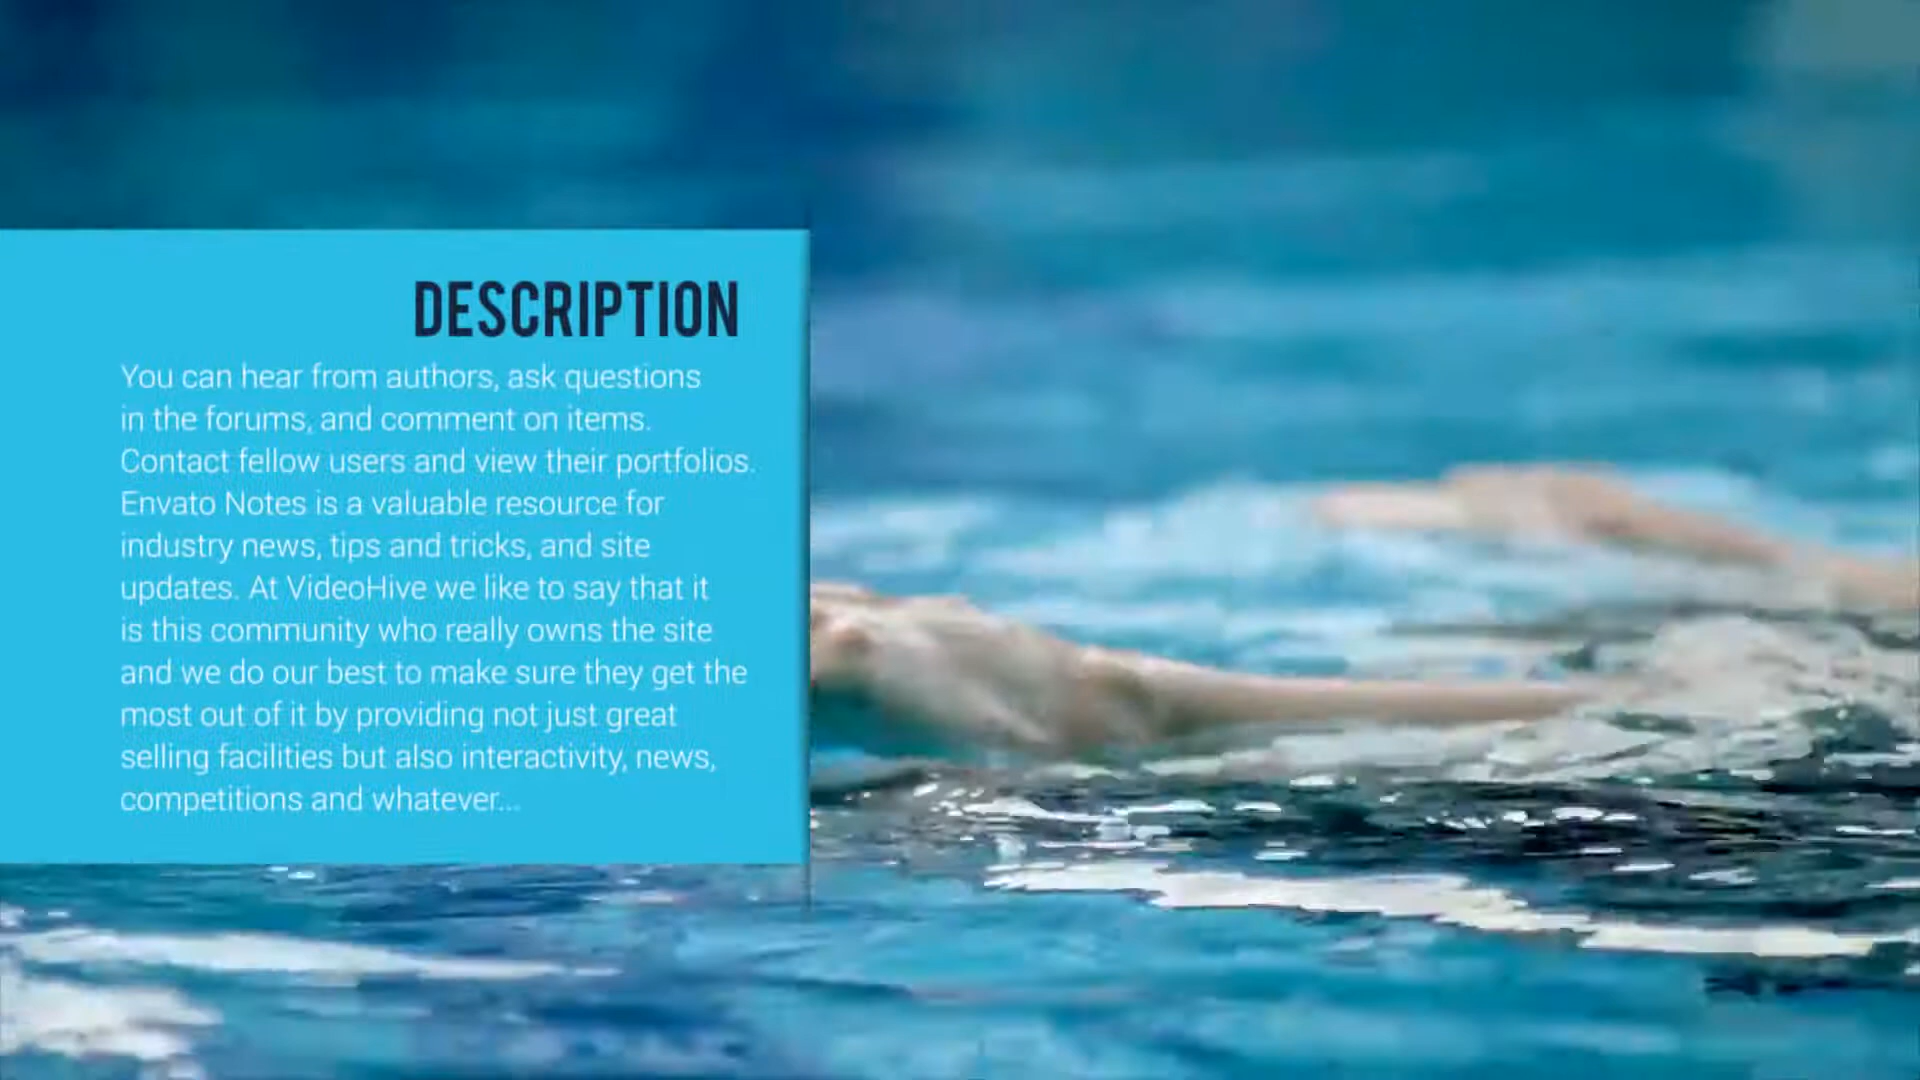 DESCRIPTION
You can hear from authors, ask questions
in the forums, and comment on items.
Contact fellow users and view their portfolios.
Envato Notes is a valuable resource for
industry news, tips and tricks, and site
updates. At VideoHive we like to say that it
is this community who really owns the site
and we do our best to make sure they get the
most out of it by providing not just great
selling facilities but also interactivity, news,
competitions and whatever...